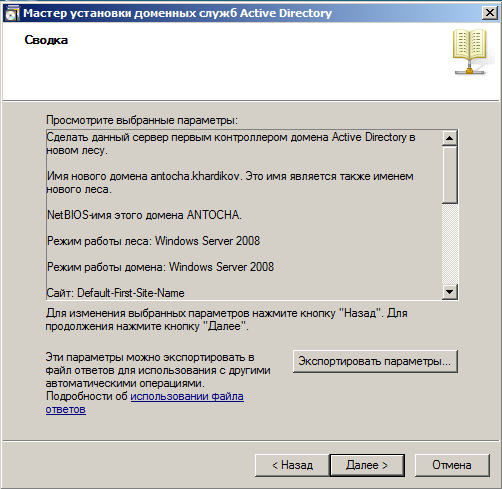 Мастер установки доменных служб Active Directory
Сводка
Просмотрите выбранные параметры:
Сделать данный сервер первым контроллером домена Active Directory в
новом лесу.
Имя нового домена antocha.khardikov. Это имя является также именем
нового леса.
NetBIOS-имя этого домена ANTOCHA.
Режим работы леса: Windows Server 2008
Режим работы домена: Windows Server 2008
Сайт: Default-First-Site-Name
Для изменения выбранных параметров нажмите кнопку "Назад". Для
продолжения нажмите кнопку "Далее".
Эти параметры можно экспортировать в
файл ответов для использования с другими
автоматическими операциями.
Подробности об использовании файла
ответов
Экспортировать параметры...
< Назад
Далее >
Отмена